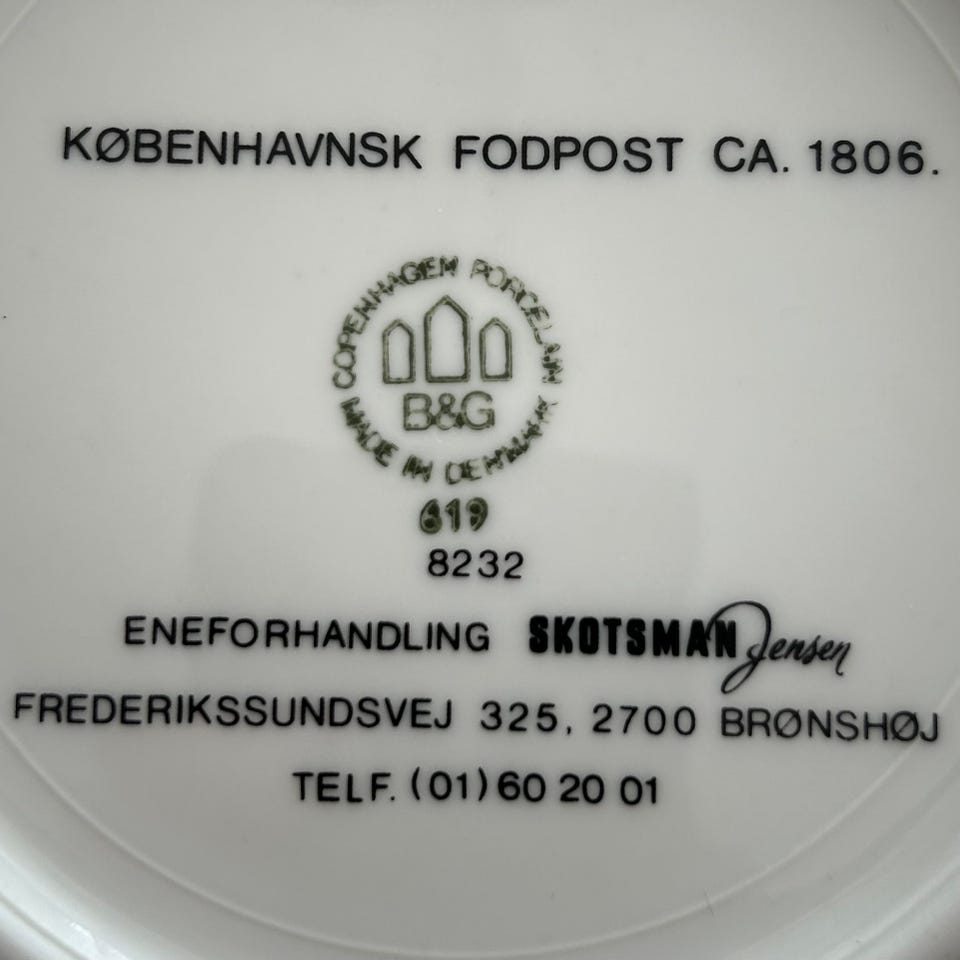 KØBENHAVNSK FODPOST CA. 1806.
COPENHAGEN PORCELAIN
B&G
MADE IN DENMARK
619
8232
ENEFORHANDLING SKOTSMAN Jensen
FREDERIKSSUNDSVEJ 325, 2700 BRØNSHØJ
TELF. (01) 60 20 01